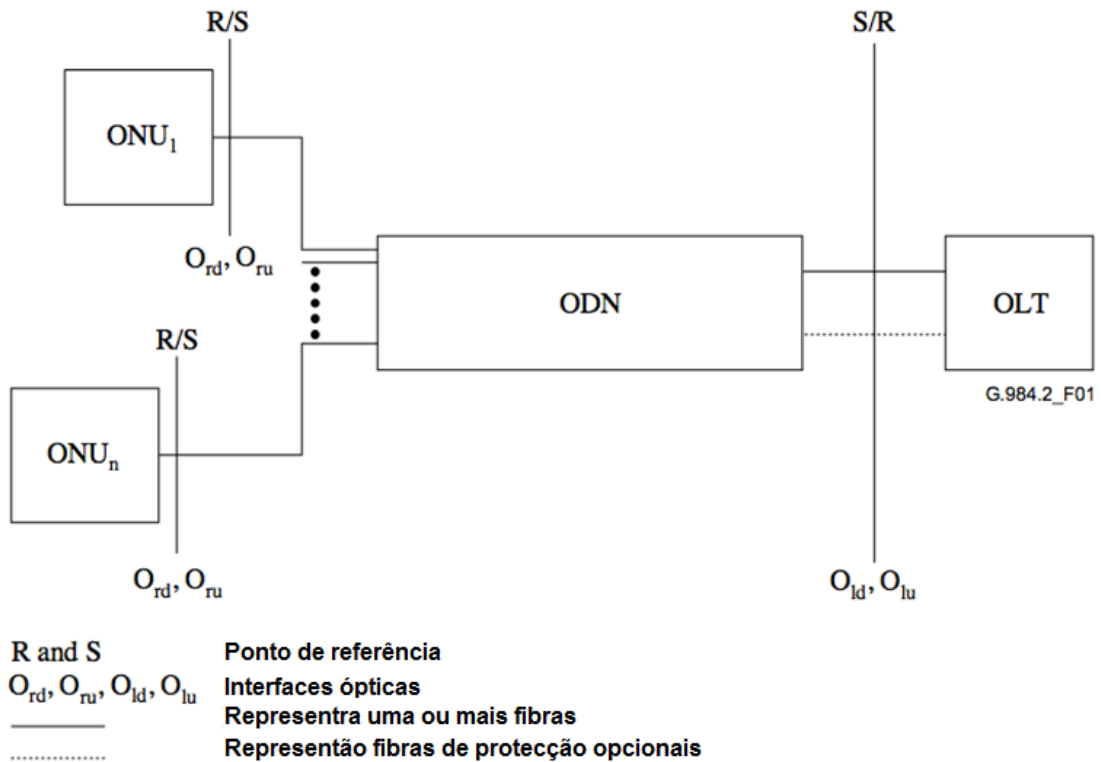 R/S
S/R
ONU₁
Oᵣd, Oᵣᵤ
ODN
OLT
R/S
G.984.2_F01
ONUₙ
Oᵣd, Oᵣᵤ
Old, Olu
R and S Ponto de referência
Ord, Oru, Old, Olu Interfaces ópticas
Representra uma ou mais fibras
Representão fibras de protecção opcionais